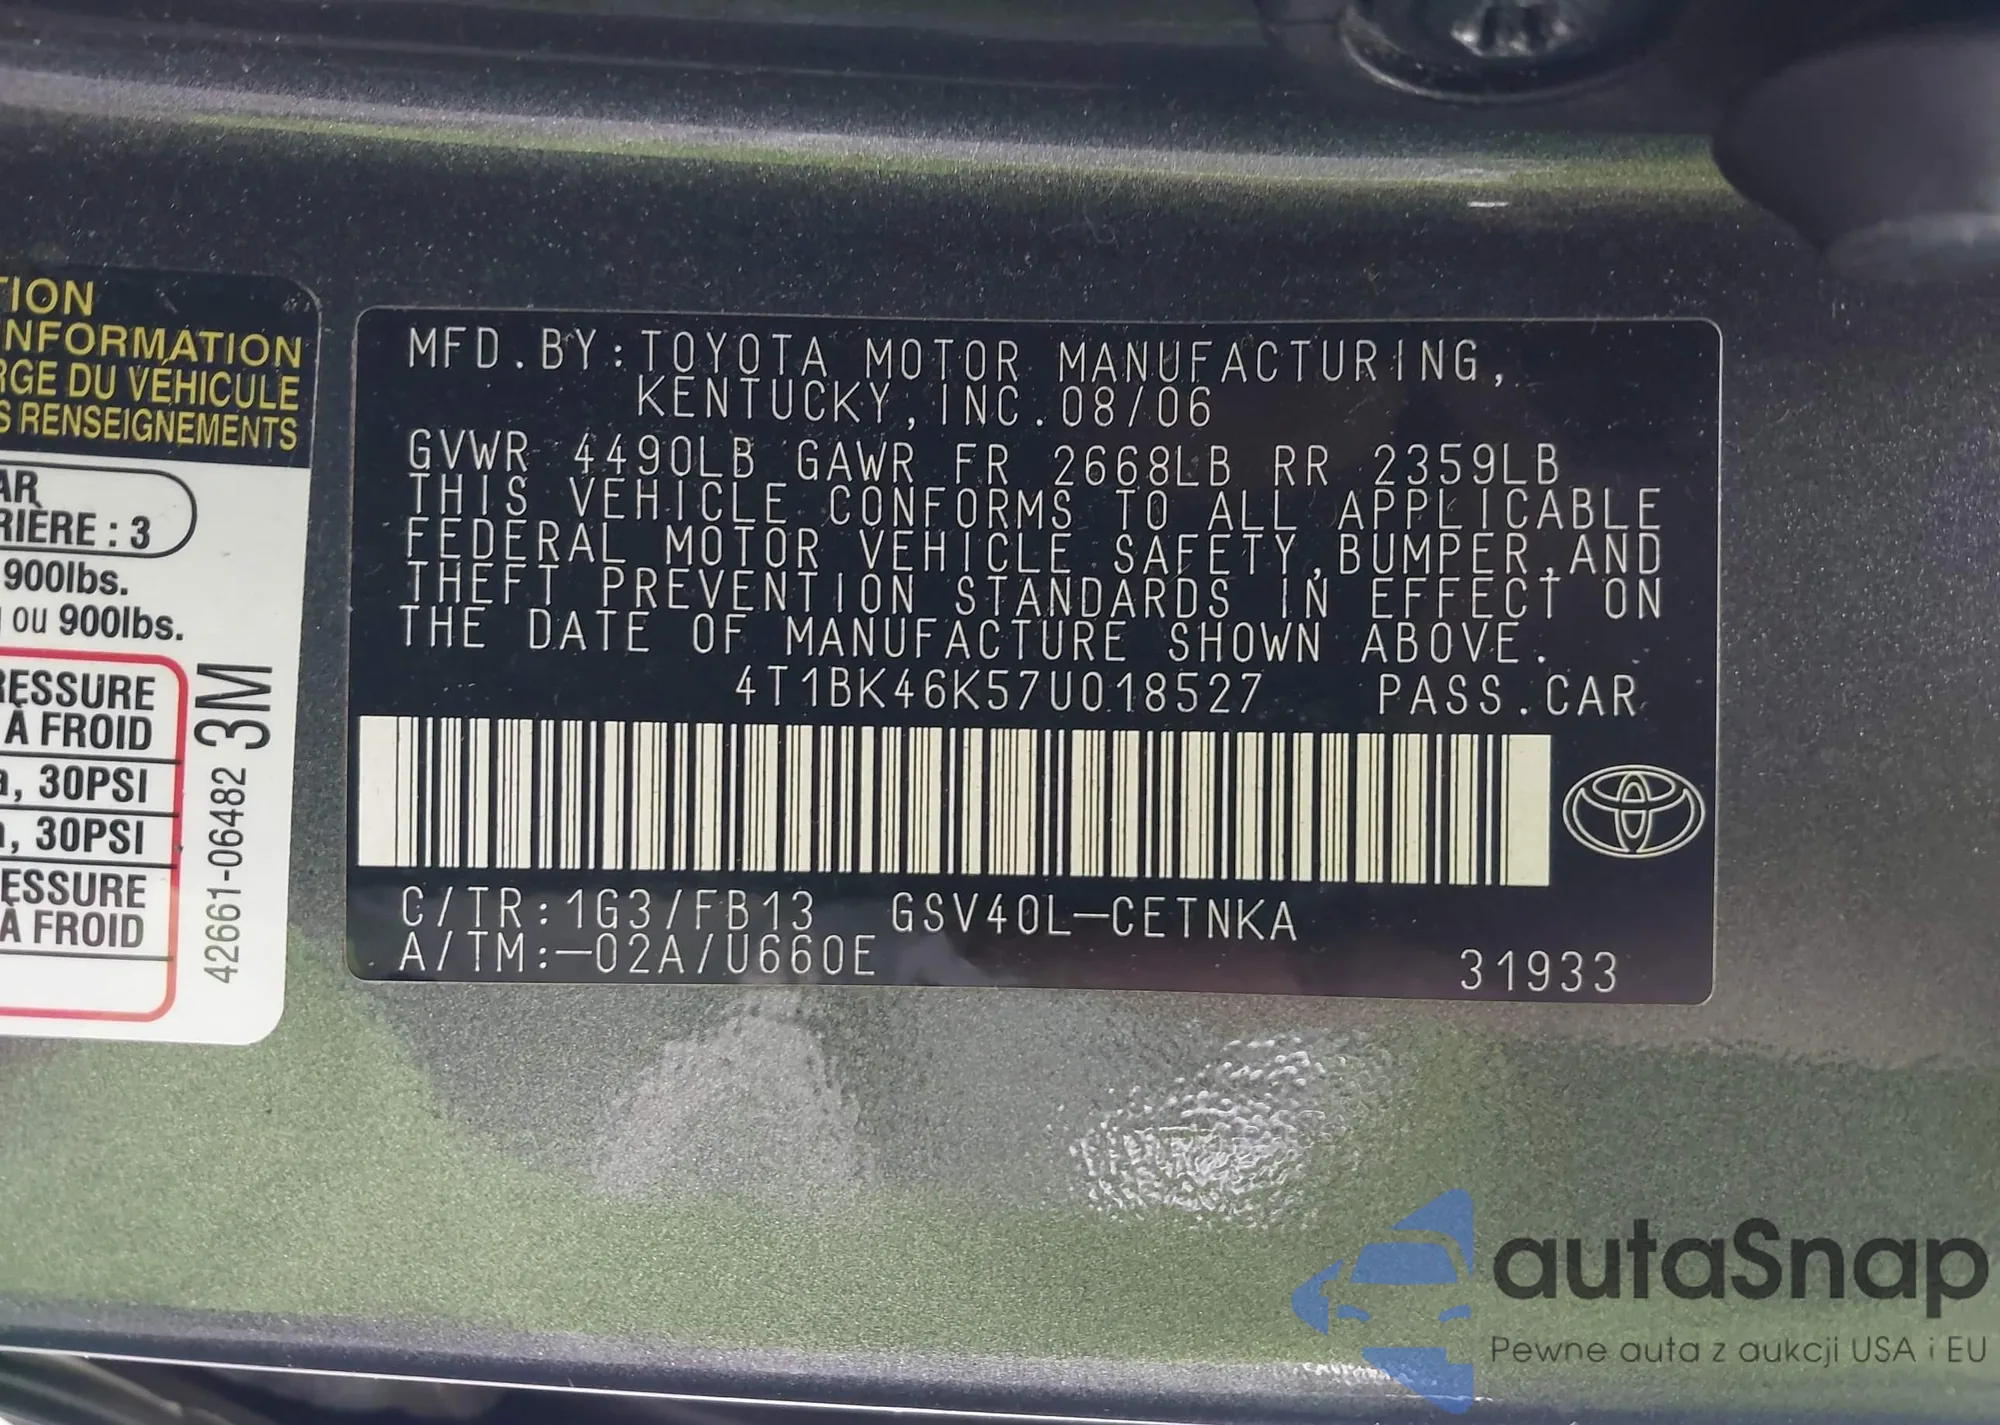 TION
NFORMATION
RGE DU VÉHICULE
S RENSEIGNEMENTS
AR
RIÈRE : 3
900lbs.
ou 900lbs.
RESSURE
À FROID
a, 30PSI
a, 30PSI
ESSURE
À FROID
42661-06482 3M
MFD.BY:TOYOTA MOTOR MANUFACTURING,
KENTUCKY,INC.08/06
GVWR 4490LB GAWR FR 2668LB RR 2359LB
THIS VEHICLE CONFORMS TO ALL APPLICABLE
FEDERAL MOTOR VEHICLE SAFETY,BUMPER,AND
THEFT PREVENTION STANDARDS IN EFFECT ON
THE DATE OF MANUFACTURE SHOWN ABOVE.
4T1BK46K57U018527 PASS.CAR
C/TR:1G3/FB13 GSV40L-CETNKA
A/TM:-02A/U660E 31933
autaSnap
Pewne auta z aukcji USA i EU